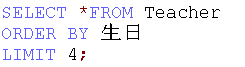 SELECT *FROM Teacher
ORDER BY 生日
LIMIT 4;